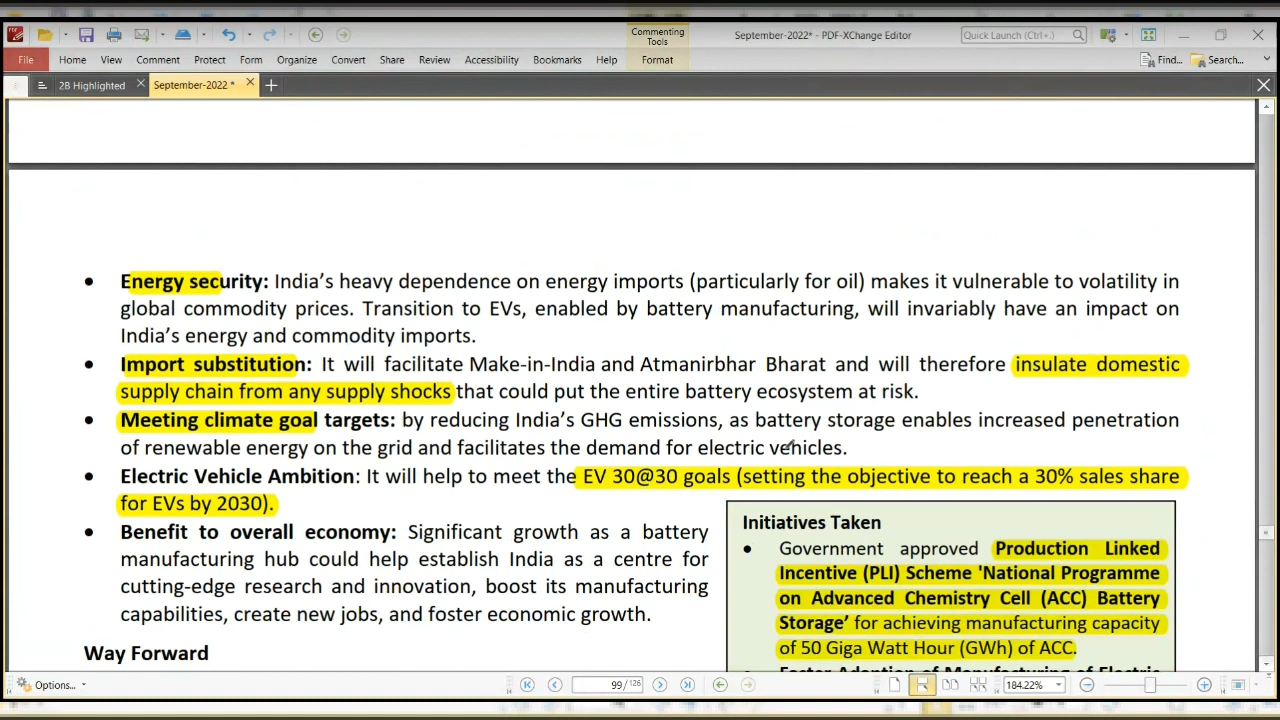 Commenting Tools
September-2022* - PDF-XChange Editor
Quick Launch (Ctrl+.)
File Home View Comment Protect Form Organize Convert Share Review Accessibility Bookmarks Help Format
Find... Search...
2B Highlighted September-2022 *
• Energy security: India's heavy dependence on energy imports (particularly for oil) makes it vulnerable to volatility in
global commodity prices. Transition to EVs, enabled by battery manufacturing, will invariably have an impact on
India's energy and commodity imports.
• Import substitution: It will facilitate Make-in-India and Atmanirbhar Bharat and will therefore insulate domestic
supply chain from any supply shocks that could put the entire battery ecosystem at risk.
• Meeting climate goal targets: by reducing India's GHG emissions, as battery storage enables increased penetration
of renewable energy on the grid and facilitates the demand for electric vehicles.
• Electric Vehicle Ambition: It will help to meet the EV 30@30 goals (setting the objective to reach a 30% sales share
for EVs by 2030).
• Benefit to overall economy: Significant growth as a battery
manufacturing hub could help establish India as a centre for
cutting-edge research and innovation, boost its manufacturing
capabilities, create new jobs, and foster economic growth.
Way Forward
Initiatives Taken
• Government approved Production Linked
Incentive (PLI) Scheme 'National Programme
on Advanced Chemistry Cell (ACC) Battery
Storage' for achieving manufacturing capacity
of 50 Giga Watt Hour (GWh) of ACC.
• Faster Adoption of Manufacturing of Electric
Options...
99 / 126
184.22%